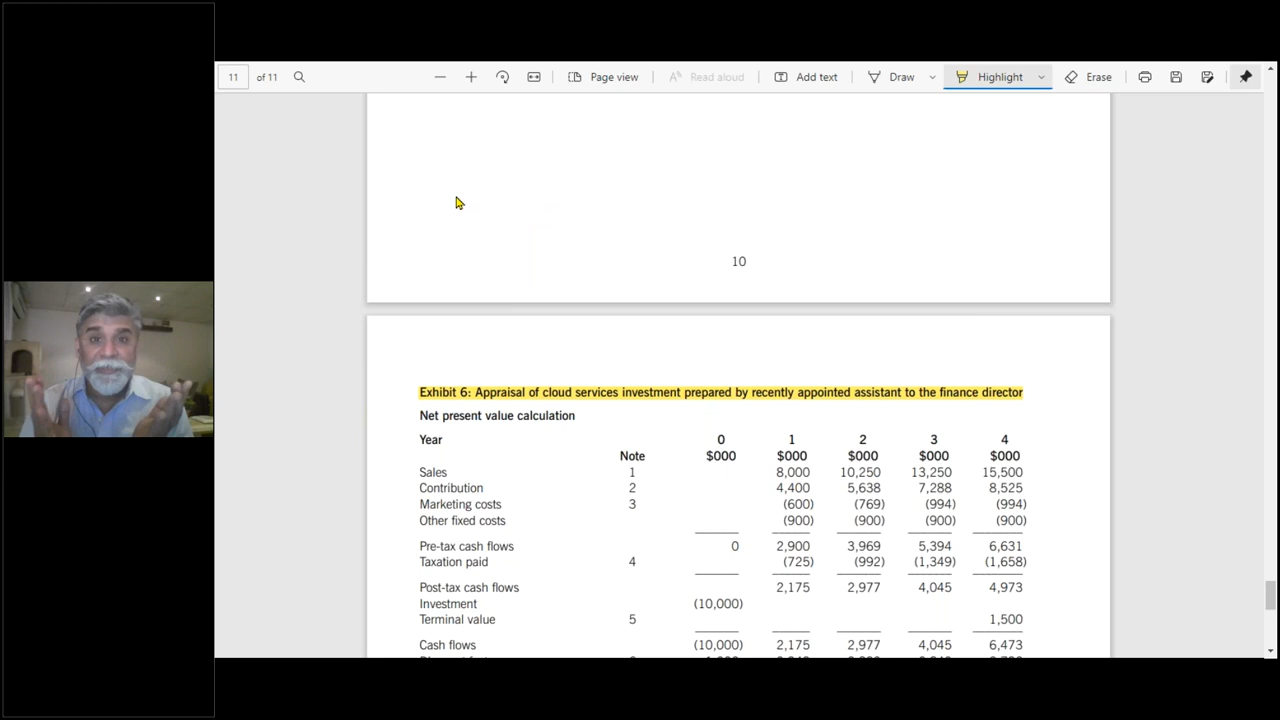 11 of 11 Page view Read aloud Add text Draw Highlight Erase
10
Exhibit 6: Appraisal of cloud services investment prepared by recently appointed assistant to the finance director
Net present value calculation
Year 0 1 2 3 4
Note $000 $000 $000 $000 $000
Sales 1 8,000 10,250 13,250 15,500
Contribution 2 4,400 5,638 7,288 8,525
Marketing costs 3 (600) (769) (994) (994)
Other fixed costs (900) (900) (900) (900)
Pre-tax cash flows 0 2,900 3,969 5,394 6,631
Taxation paid 4 (725) (992) (1,349) (1,658)
Post-tax cash flows 2,175 2,977 4,045 4,973
Investment (10,000)
Terminal value 5 1,500
Cash flows (10,000) 2,175 2,977 4,045 6,473